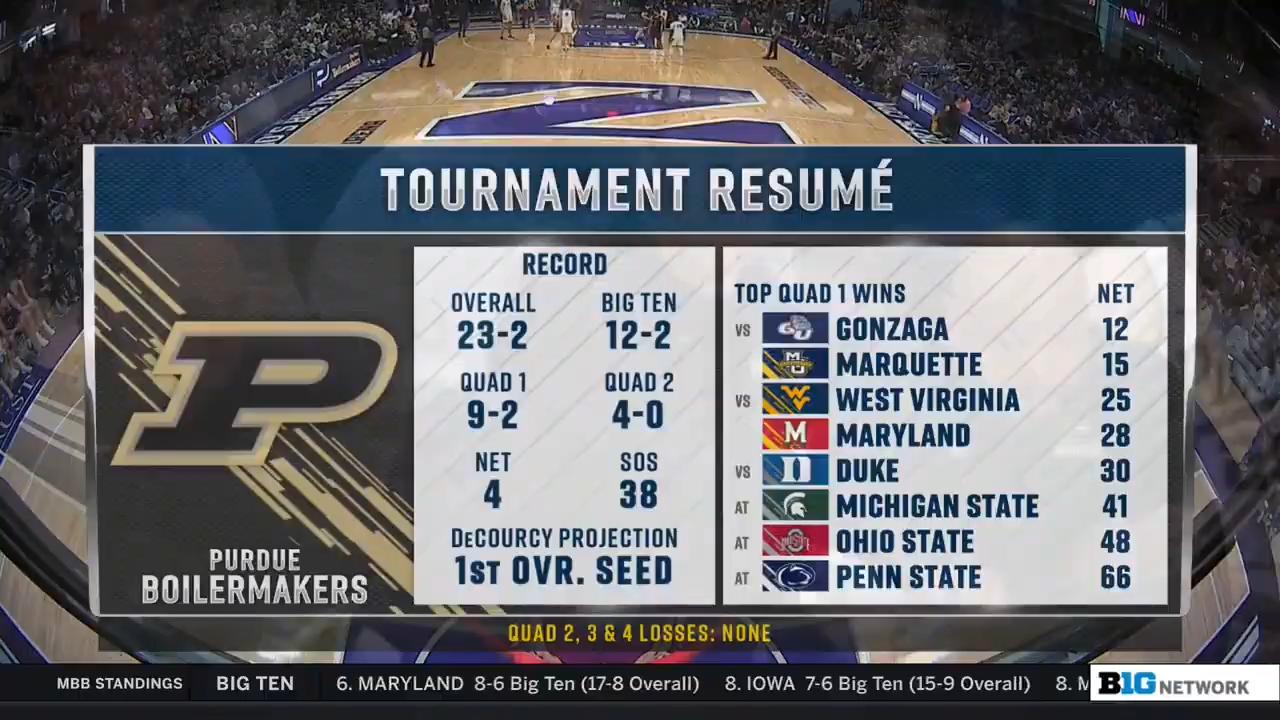 TOURNAMENT RESUMÉ
RECORD
OVERALL BIG TEN
23-2 12-2
QUAD 1 QUAD 2
9-2 4-0
NET SOS
4 38
DECOURCY PROJECTION
1ST OVR. SEED
TOP QUAD 1 WINS NET
VS GONZAGA 12
MARQUETTE 15
VS WEST VIRGINIA 25
MARYLAND 28
VS DUKE 30
AT MICHIGAN STATE 41
AT OHIO STATE 48
AT PENN STATE 66
P
PURDUE
BOILERMAKERS
QUAD 2, 3 & 4 LOSSES: NONE
MBB STANDINGS BIG TEN 6. MARYLAND 8-6 Big Ten (17-8 Overall) 8. IOWA 7-6 Big Ten (15-9 Overall) 8. M
B1G NETWORK